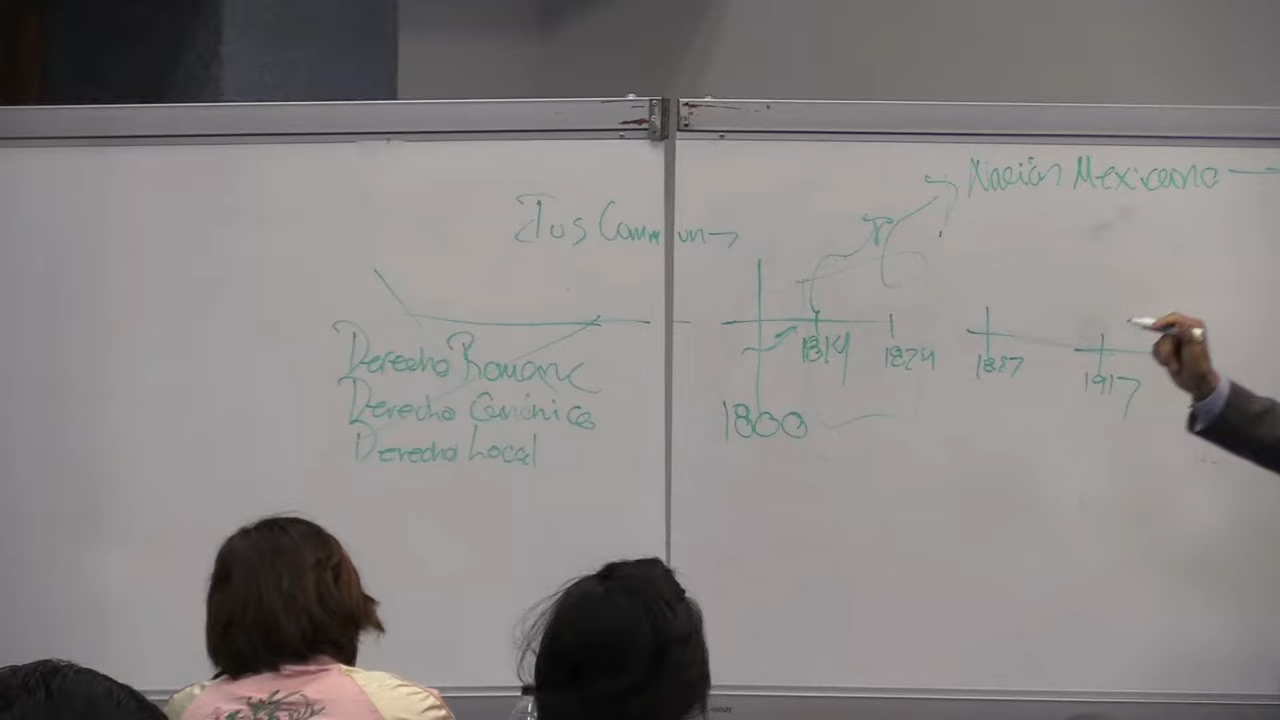 Nación Mexicana
Ius Commun
Derecho Romano
Derecho Canónico
Derecho Local
1800
1814
1824
1857
1917